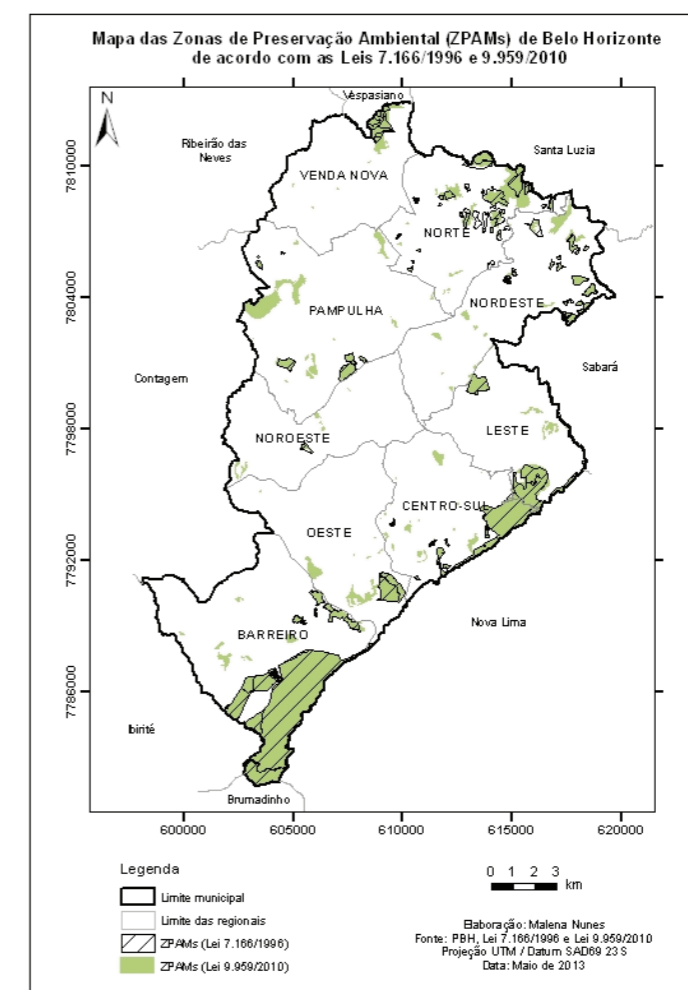 Mapa das Zonas de Preservação Ambiental (ZPAMs) de Belo Horizonte
de acordo com as Leis 7.166/1996 e 9.959/2010
N
Vespasiano
Ribeirão das
Neves
Santa Luzia
VENDA NOVA
NORTE
NORDESTE
PAMPULHA
Contagem
Sabará
NOROESTE
LESTE
CENTRO-SUL
OESTE
Nova Lima
BARREIRO
Ibirité
Brumadinho
7810000
7804000
7798000
7792000
7786000
600000 605000 610000 615000 620000
Legenda
Limite municipal
Limite das regionais
ZPAMs (Lei 7.166/1996)
ZPAMs (Lei 9.959/2010)
0 1 2 3
km
Elaboração: Malena Nunes
Fonte: PBH, Lei 7.166/1996 e Lei 9.959/2010
Projeção UTM / Datum SAD69 23 S
Data: Maio de 2013